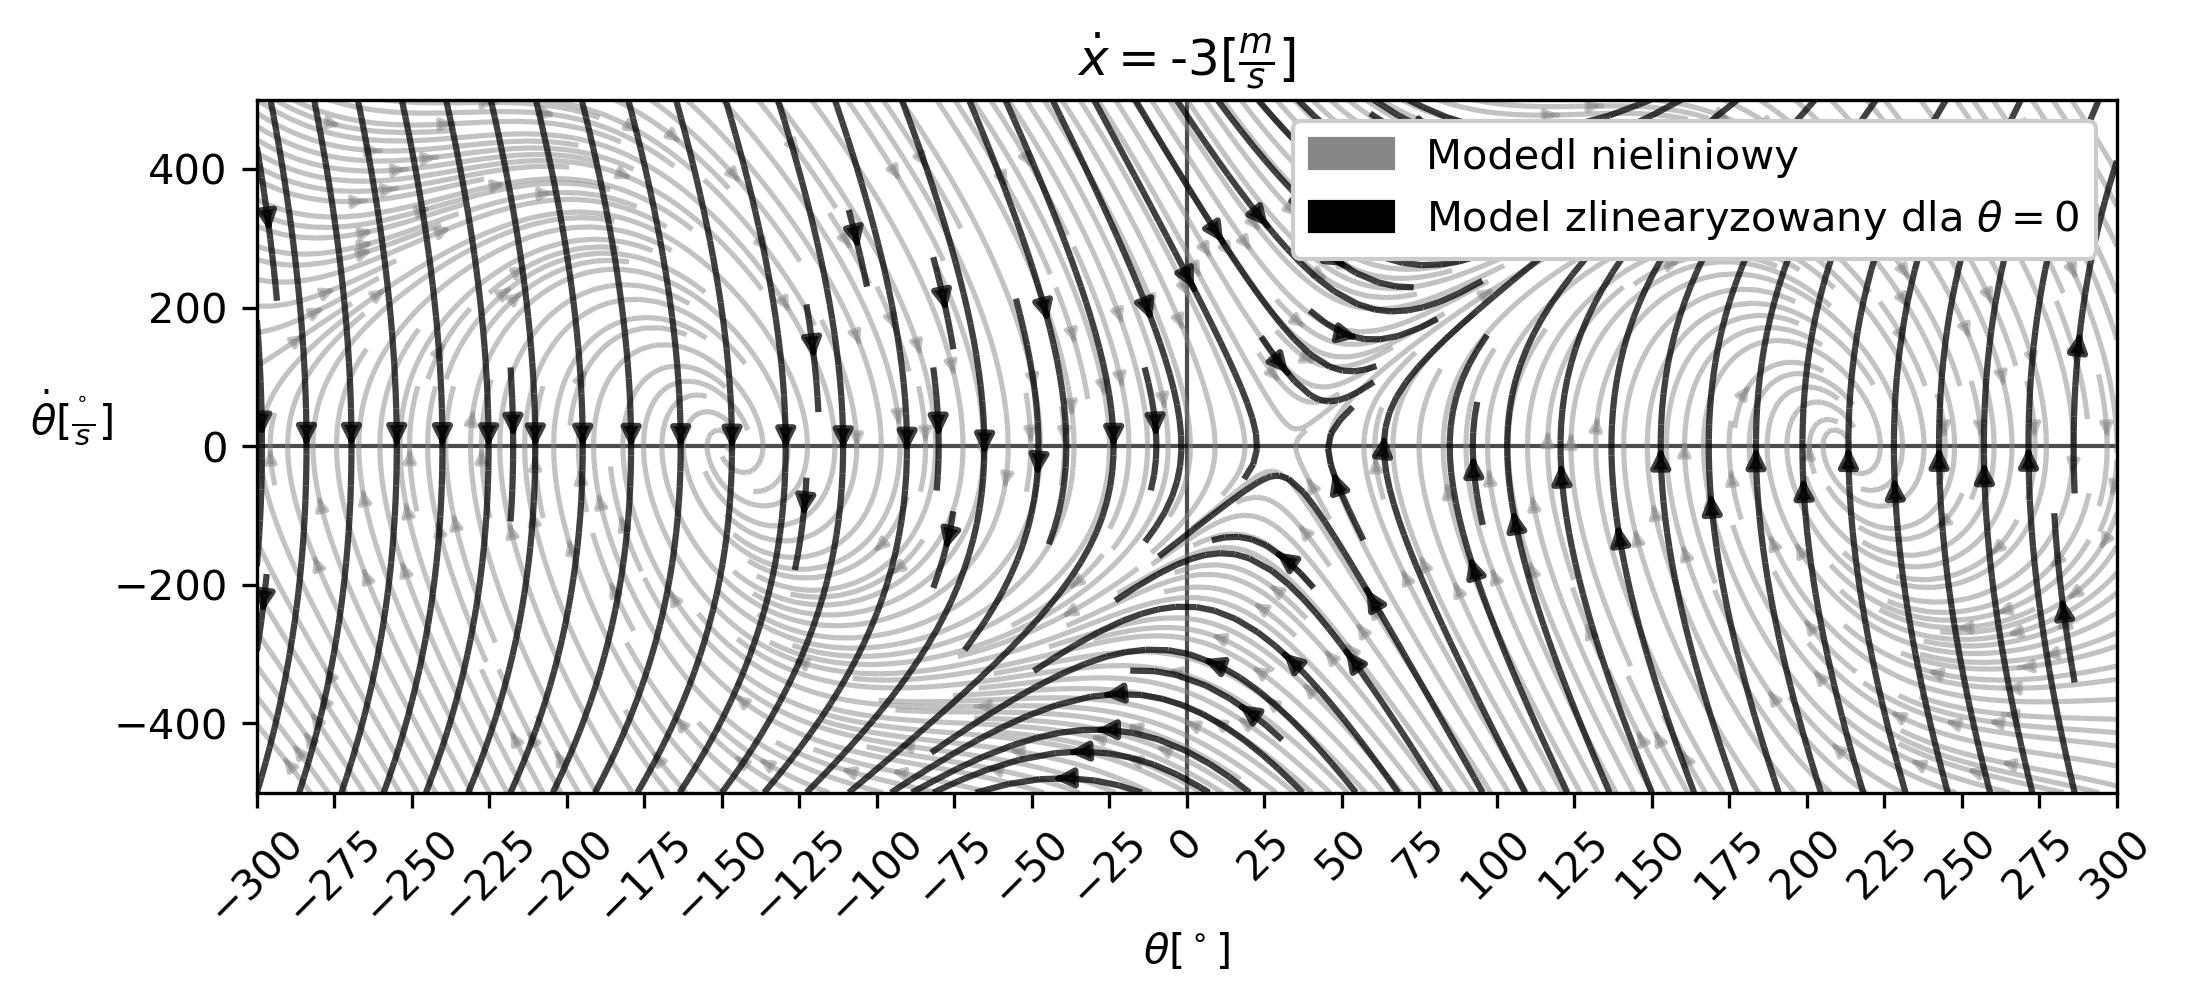 ẋ = -3[m/s]
Modedl nieliniowy
Model zlinearyzowany dla θ = 0
400
200
0
−200
−400
θ̇[°/s]
−300 −275 −250 −225 −200 −175 −150 −125 −100 −75 −50 −25 0 25 50 75 100 125 150 175 200 225 250 275 300
θ[°]